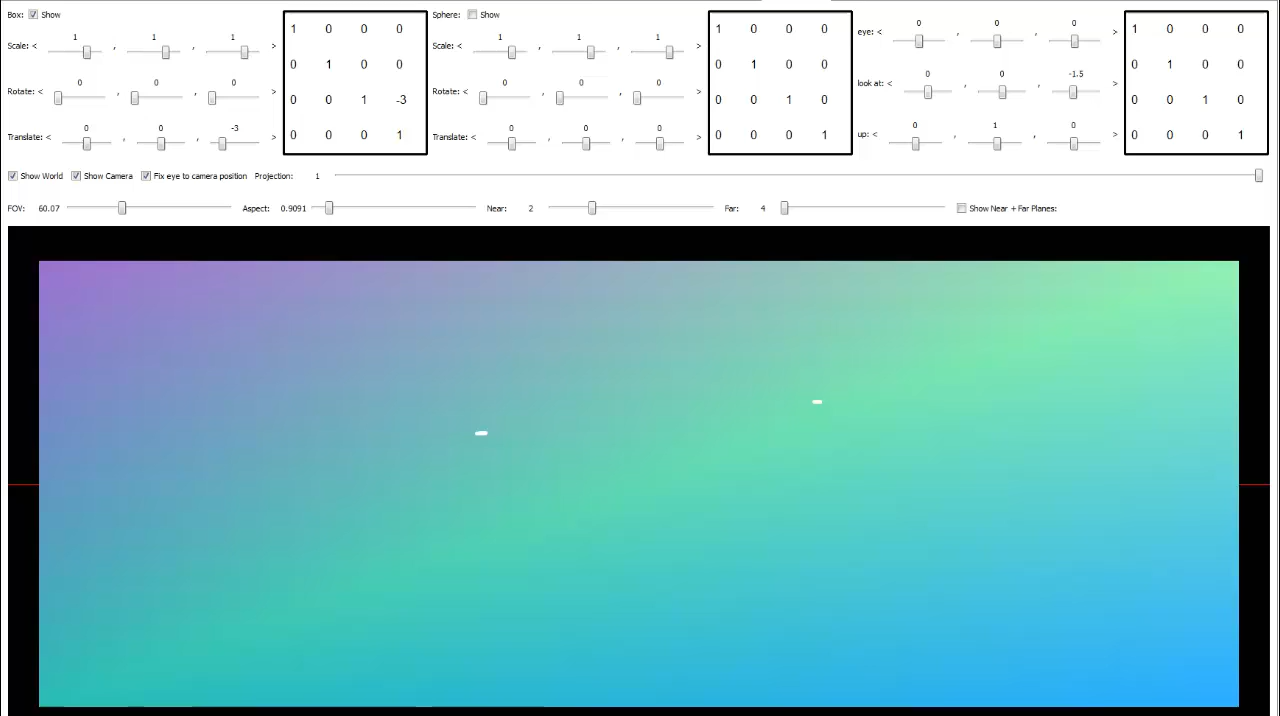 Box: Show
1 1 1
Scale: < , , >
0 0 0
Rotate: < , , >
0 0 -3
Translate: < , , >
1 0 0 0
0 1 0 0
0 0 1 -3
0 0 0 1
Sphere: Show
1 1 1
Scale: < , , >
0 0 0
Rotate: < , , >
0 0 0
Translate: < , , >
1 0 0 0
0 1 0 0
0 0 1 0
0 0 0 1
0 0 0
eye: < , , >
0 0 -1.5
look at: < , , >
0 1 0
up: < , , >
1 0 0 0
0 1 0 0
0 0 1 0
0 0 0 1
Show World Show Camera Fix eye to camera position Projection: 1
FOV: 60.07 Aspect: 0.9091 Near: 2 Far: 4 Show Near + Far Planes: